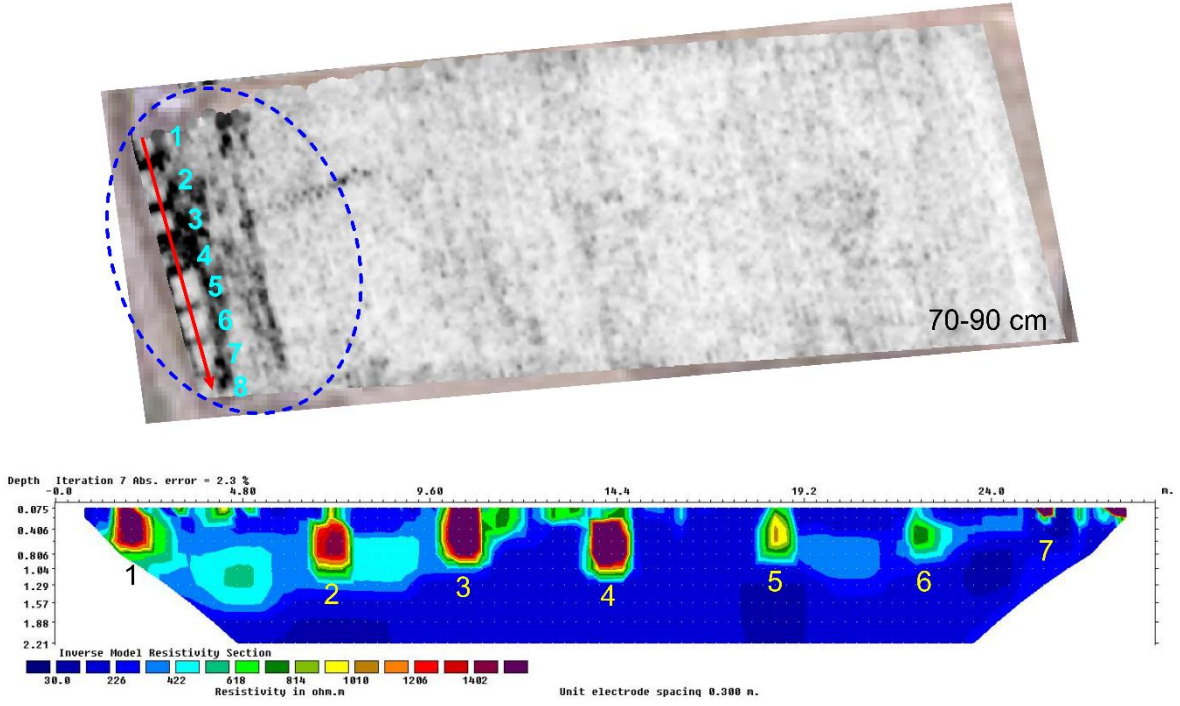 1
2
3
4
5
6
7
8
70-90 cm
Depth Iteration 7 Abs. error = 2.3 %
-0.0 4.80 9.60 14.4 19.2 24.0 m.
0.075
0.406
0.806
1.04
1.29
1.57
1.88
2.21
1 2 3 4 5 6 7
Inverse Model Resistivity Section
30.0 226 422 618 814 1010 1206 1402
Resistivity in ohm.m Unit electrode spacing 0.300 m.